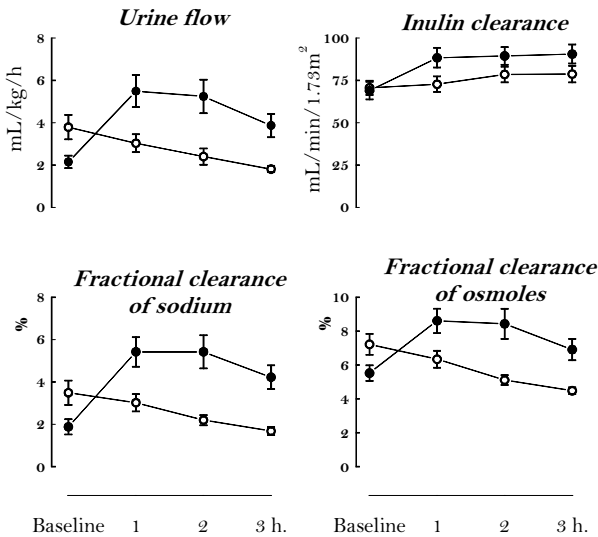 Urine flow
mL/kg/h
8
6
4
2
0
Inulin clearance
mL/min/1.73m²
100
75
50
25
0
Fractional clearance
of sodium
%
8
6
4
2
0
Fractional clearance
of osmoles
%
10
8
6
4
2
0
Baseline 1 2 3 h.
Baseline 1 2 3 h.